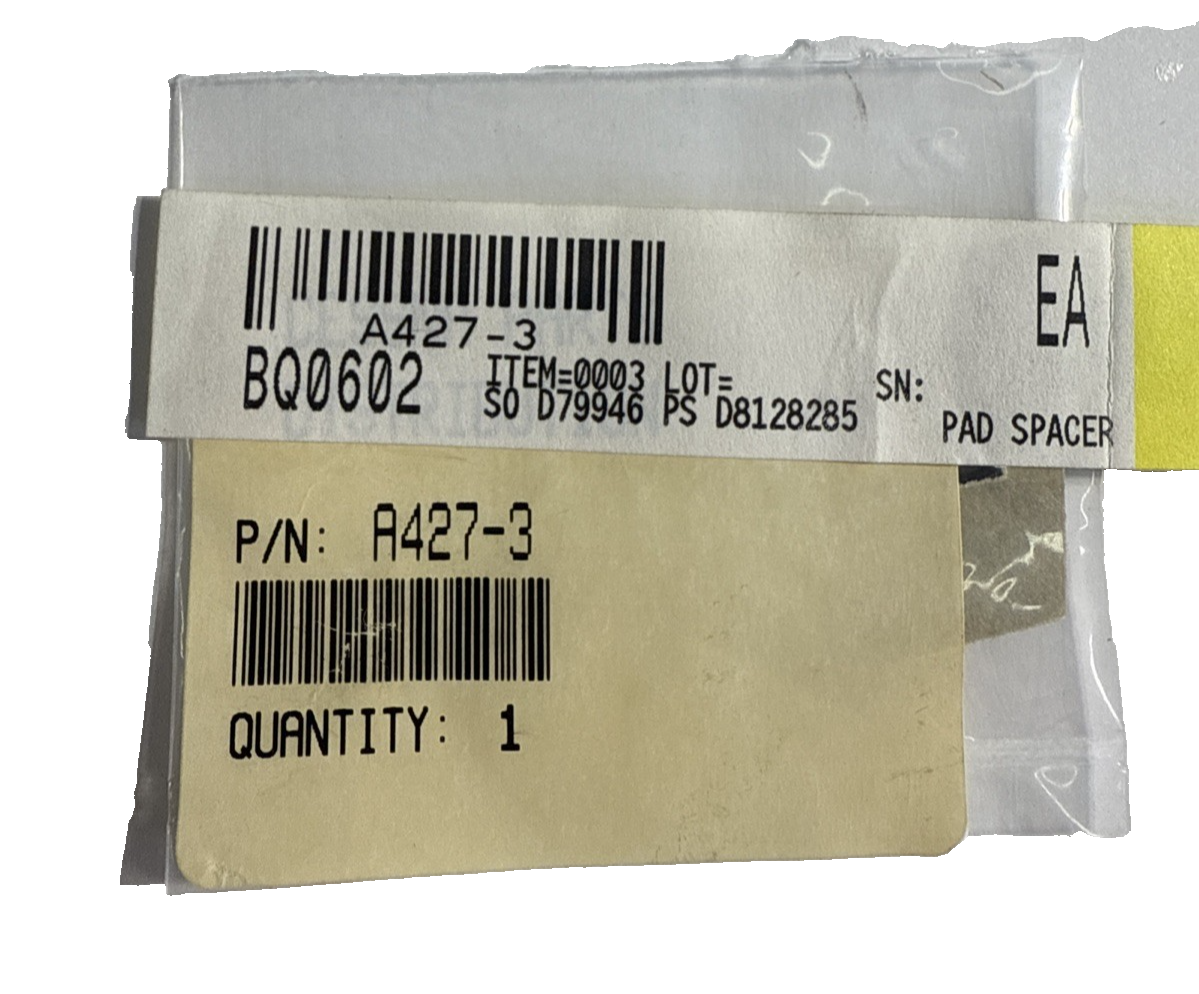 A427-3
EA
BQ0602
ITEM=0003 LOT=
SN:
SO D79946 PS D8128285
PAD SPACER
P/N: A427-3
QUANTITY: 1